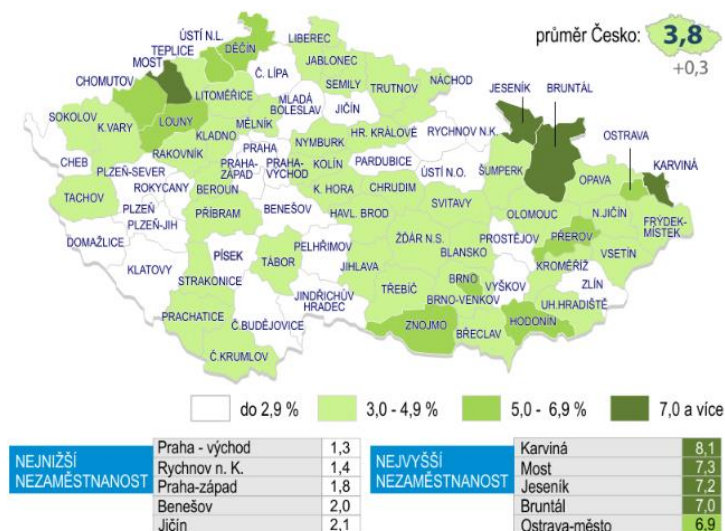 průměr Česko: 3,8
+0,3
ÚSTÍ N.L.
DĚČÍN
LIBEREC
TEPLICE
MOST
JABLONEC
CHOMUTOV
Č. LÍPA
SEMILY
TRUTNOV
NÁCHOD
JESENÍK
BRUNTÁL
LITOMĚŘICE
MLADÁ
BOLESLAV
JIČÍN
SOKOLOV
K.VARY
LOUNY
MĚLNÍK
HR. KRÁLOVÉ
RYCHNOV N.K.
OSTRAVA
KLADNO
NYMBURK
KARVINÁ
CHEB
RAKOVNÍK
PRAHA
PRAHA-
ZÁPAD
PRAHA-
VÝCHOD
KOLÍN
PARDUBICE
ÚSTÍ N.O.
ŠUMPERK
OPAVA
PLZEŇ-SEVER
ROKYCANY
BEROUN
K. HORA
CHRUDIM
TACHOV
SVITAVY
OLOMOUC
N.JIČÍN
FRÝDEK-
MÍSTEK
PLZEŇ
PŘÍBRAM
BENEŠOV
HAVL. BROD
PLZEŇ-JIH
DOMAŽLICE
ŽĎÁR N.S.
PROSTĚJOV
PŘEROV
VSETÍN
PELHŘIMOV
BLANSKO
KLATOVY
PÍSEK
TÁBOR
JIHLAVA
KROMĚŘÍŽ
STRAKONICE
TŘEBÍČ
BRNO
VYŠKOV
ZLÍN
JINDŘICHŮV
HRADEC
BRNO-VENKOV
UH.HRADIŠTĚ
PRACHATICE
Č.BUDĚJOVICE
ZNOJMO
HODONÍN
BŘECLAV
Č.KRUMLOV
do 2,9 %
3,0 - 4,9 %
5,0 - 6,9 %
7,0 a více
NEJNIŽŠÍ
NEZAMĚSTNANOST
Praha - východ 1,3
Rychnov n. K. 1,4
Praha-západ 1,8
Benešov 2,0
Jičín 2,1
NEJVYŠŠÍ
NEZAMĚSTNANOST
Karviná 8,1
Most 7,3
Jeseník 7,2
Bruntál 7,0
Ostrava-město 6,9